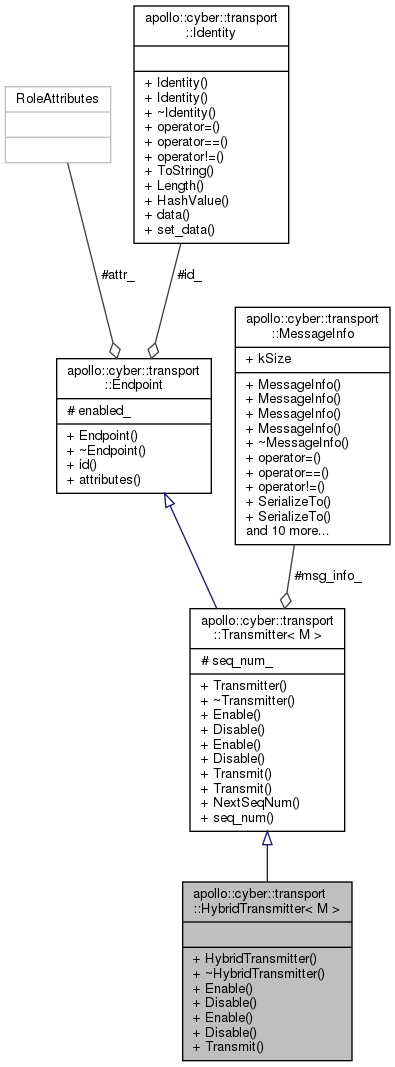 apollo::cyber::transport
::Identity
+ Identity()
+ Identity()
+ ~Identity()
+ operator=()
+ operator==()
+ operator!=()
+ ToString()
+ Length()
+ HashValue()
+ data()
+ set_data()
RoleAttributes
#attr_
#id_
apollo::cyber::transport
::Endpoint
# enabled_
+ Endpoint()
+ ~Endpoint()
+ id()
+ attributes()
apollo::cyber::transport
::MessageInfo
+ kSize
+ MessageInfo()
+ MessageInfo()
+ MessageInfo()
+ MessageInfo()
+ ~MessageInfo()
+ operator=()
+ operator==()
+ operator!=()
+ SerializeTo()
+ SerializeTo()
and 10 more...
#msg_info_
apollo::cyber::transport
::Transmitter< M >
# seq_num_
+ Transmitter()
+ ~Transmitter()
+ Enable()
+ Disable()
+ Enable()
+ Disable()
+ Transmit()
+ Transmit()
+ NextSeqNum()
+ seq_num()
apollo::cyber::transport
::HybridTransmitter< M >
+ HybridTransmitter()
+ ~HybridTransmitter()
+ Enable()
+ Disable()
+ Enable()
+ Disable()
+ Transmit()